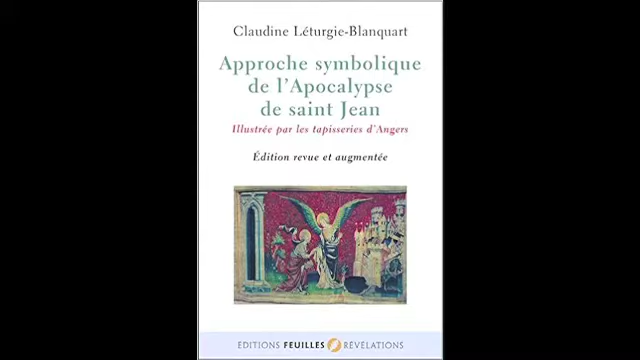 Claudine Léturgie-Blanquart
Approche symbolique
de l'Apocalypse
de saint Jean
Illustrée par les tapisseries d'Angers
Édition revue et augmentée
EDITIONS FEUILLES RÉVÉLATIONS